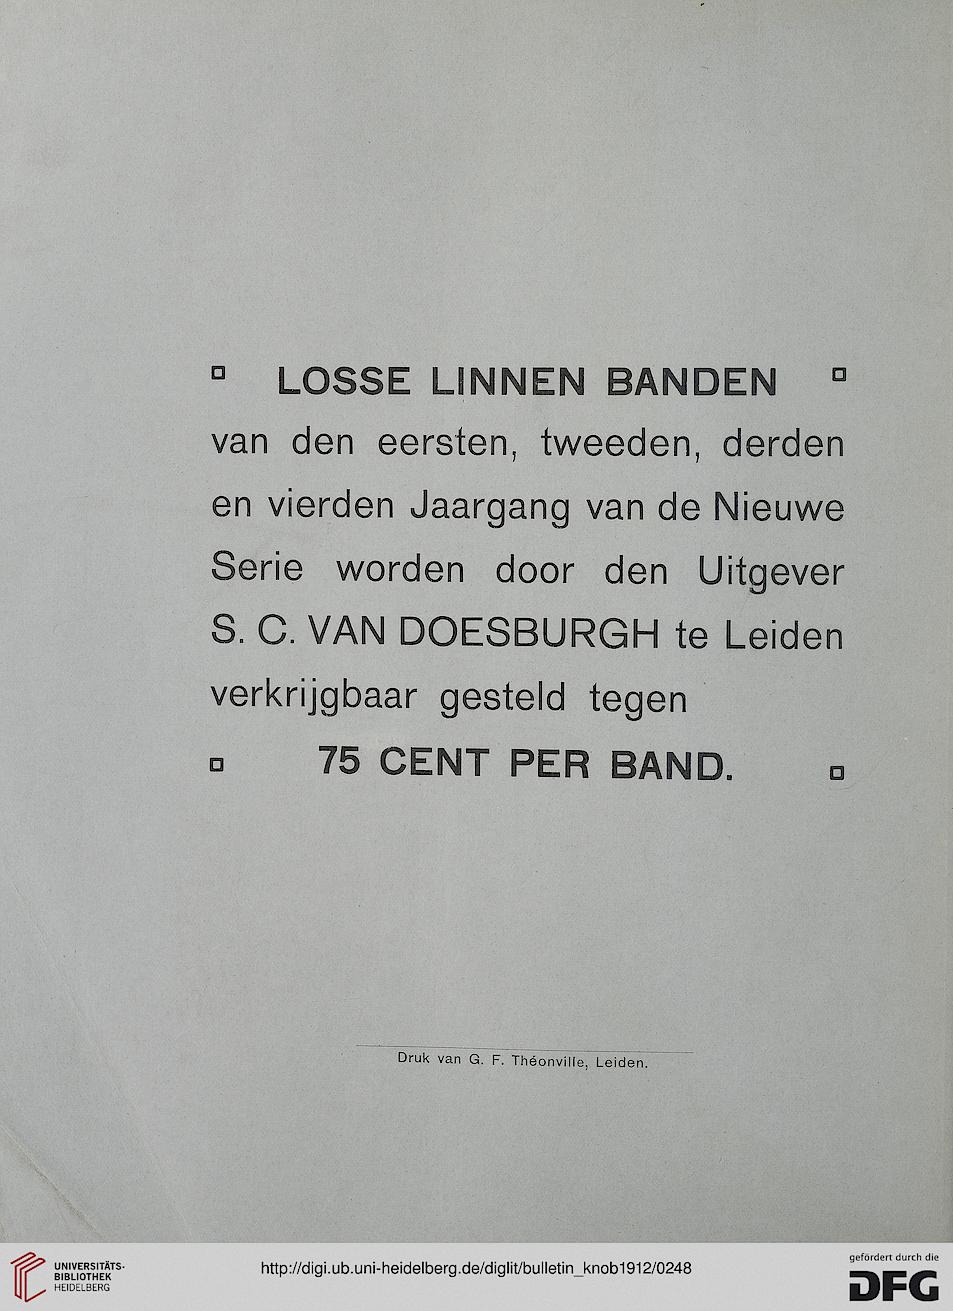 LOSSE LINNEN BANDEN
van den eersten, tweeden, derden
en vierden Jaargang van de Nieuwe
Serie worden door den Uitgever
S. C. VAN DOESBURGH te Leiden
verkrijgbaar gesteld tegen
75 CENT PER BAND.
Druk van G. F. Théonville, Leiden.
UNIVERSITÄTS-
BIBLIOTHEK
HEIDELBERG
http://digi.ub.uni-heidelberg.de/diglit/bulletin_knob1912/0248
gefördert durch die
DFG